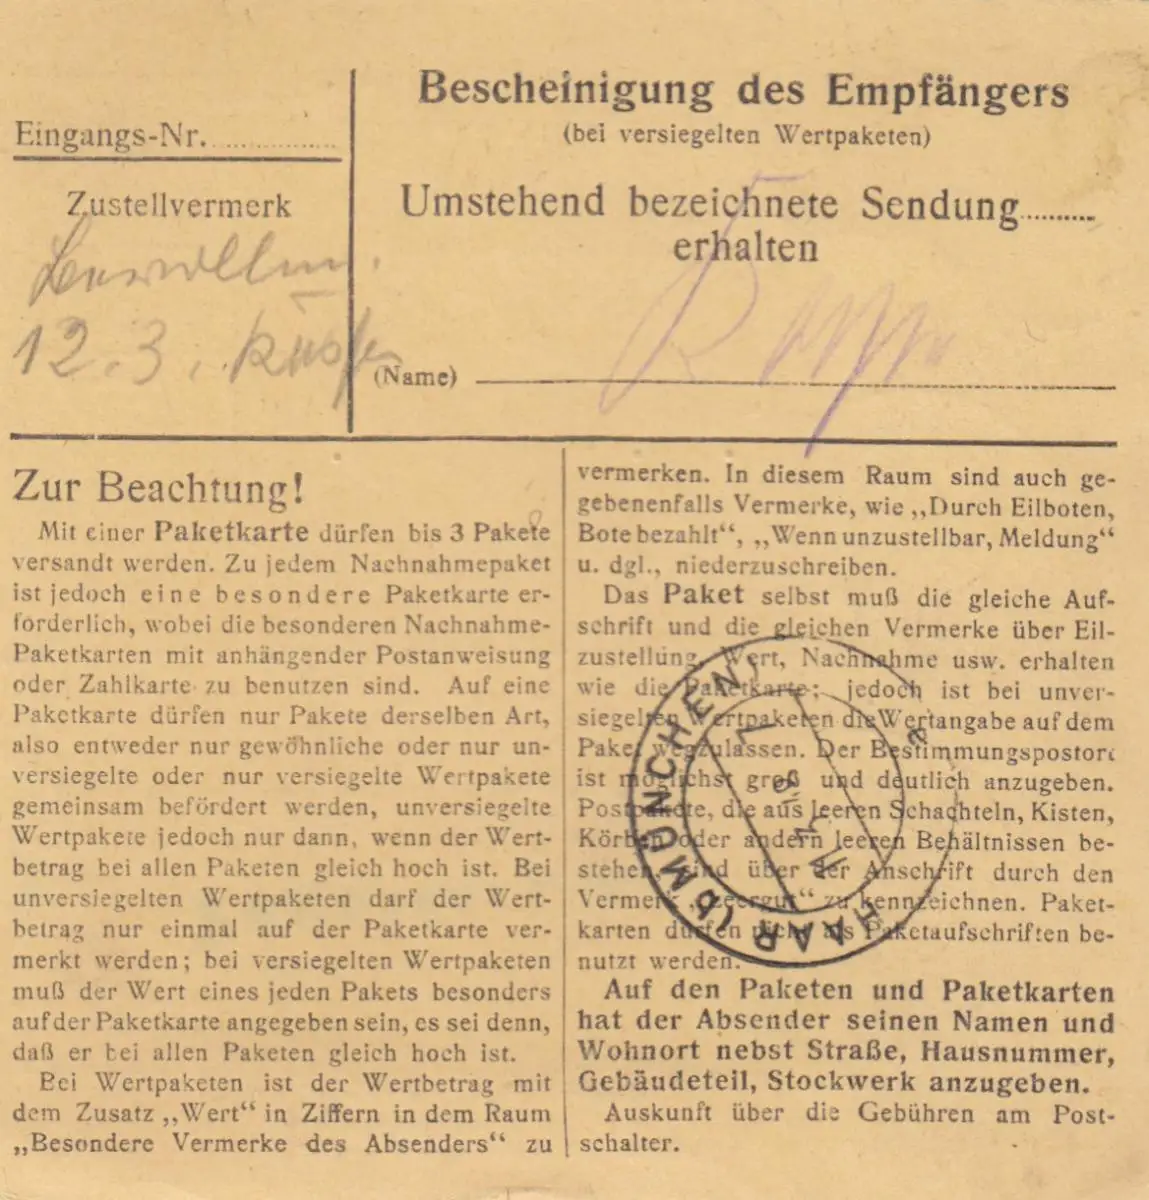 Eingangs-Nr.
Zustellvermerk
12.3.
Bescheinigung des Empfängers
(bei versiegelten Wertpaketen)
Umstehend bezeichnete Sendung
erhalten
(Name)
Zur Beachtung!
Mit einer Paketkarte dürfen bis 3 Pakete
versandt werden. Zu jedem Nachnahmepaket
ist jedoch eine besondere Paketkarte er-
forderlich, wobei die besonderen Nachnahme-
Paketkarten mit anhängender Postanweisung
oder Zahlkarte zu benutzen sind. Auf eine
Paketkarte dürfen nur Pakete derselben Art,
also entweder nur gewöhnliche oder nur un-
versiegelte oder nur versiegelte Wertpakete
gemeinsam befördert werden, unversiegelte
Wertpakete jedoch nur dann, wenn der Wert-
betrag bei allen Paketen gleich hoch ist. Bei
unversiegelten Wertpaketen darf der Wert-
betrag nur einmal auf der Paketkarte ver-
merkt werden; bei versiegelten Wertpaketen
muß der Wert eines jeden Pakets besonders
auf der Paketkarte angegeben sein, es sei denn,
daß er bei allen Paketen gleich hoch ist.
Bei Wertpaketen ist der Wertbetrag mit
dem Zusatz „Wert“ in Ziffern in dem Raum
„Besondere Vermerke des Absenders“ zu
vermerken. In diesem Raum sind auch ge-
gebenenfalls Vermerke, wie „Durch Eilboten,
Bote bezahlt“, „Wenn unzustellbar, Meldung“
u. dgl., niederzuschreiben.
Das Paket selbst muß die gleiche Auf-
schrift und die gleichen Vermerke über Eil-
zustellung, Wert, Nachnahme usw. erhalten
wie die Paketkarte; jedoch ist bei unver-
siegelten Wertpaketen die Wertangabe auf dem
Paket wegzulassen. Der Bestimmungspostort
ist möglichst groß und deutlich anzugeben.
Postpakete, die aus leeren Schachteln, Kisten,
Körben oder andern leeren Behältnissen be-
stehen, sind über der Anschrift durch den
Vermerk „Leergut“ zu kennzeichnen. Paket-
karten dürfen nicht als Paketaufschriften be-
nutzt werden.
Auf den Paketen und Paketkarten
hat der Absender seinen Namen und
Wohnort nebst Straße, Hausnummer,
Gebäudeteil, Stockwerk anzugeben.
Auskunft über die Gebühren am Post-
schalter.
HAAR (b MÜNCHEN)
a